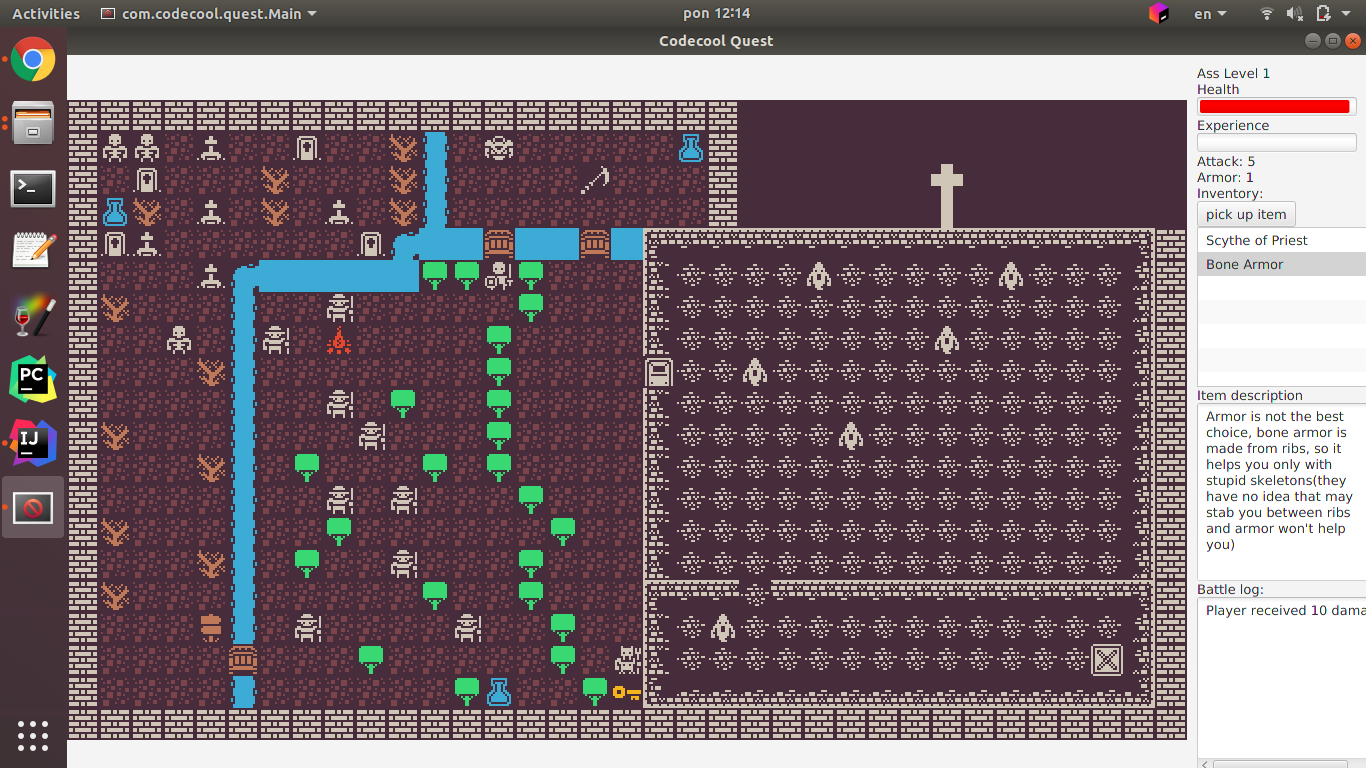 Activities
com.codecool.quest.Main
pon 12:14
en
Codecool Quest
Ass Level 1
Health
Experience
Attack: 5
Armor: 1
Inventory:
pick up item
Scythe of Priest
Bone Armor
Item description
Armor is not the best
choice, bone armor is
made from ribs, so it
helps you only with
stupid skeletons(they
have no idea that may
stab you between ribs
and armor won't help
you)
Battle log:
Player received 10 dama
PC
IJ